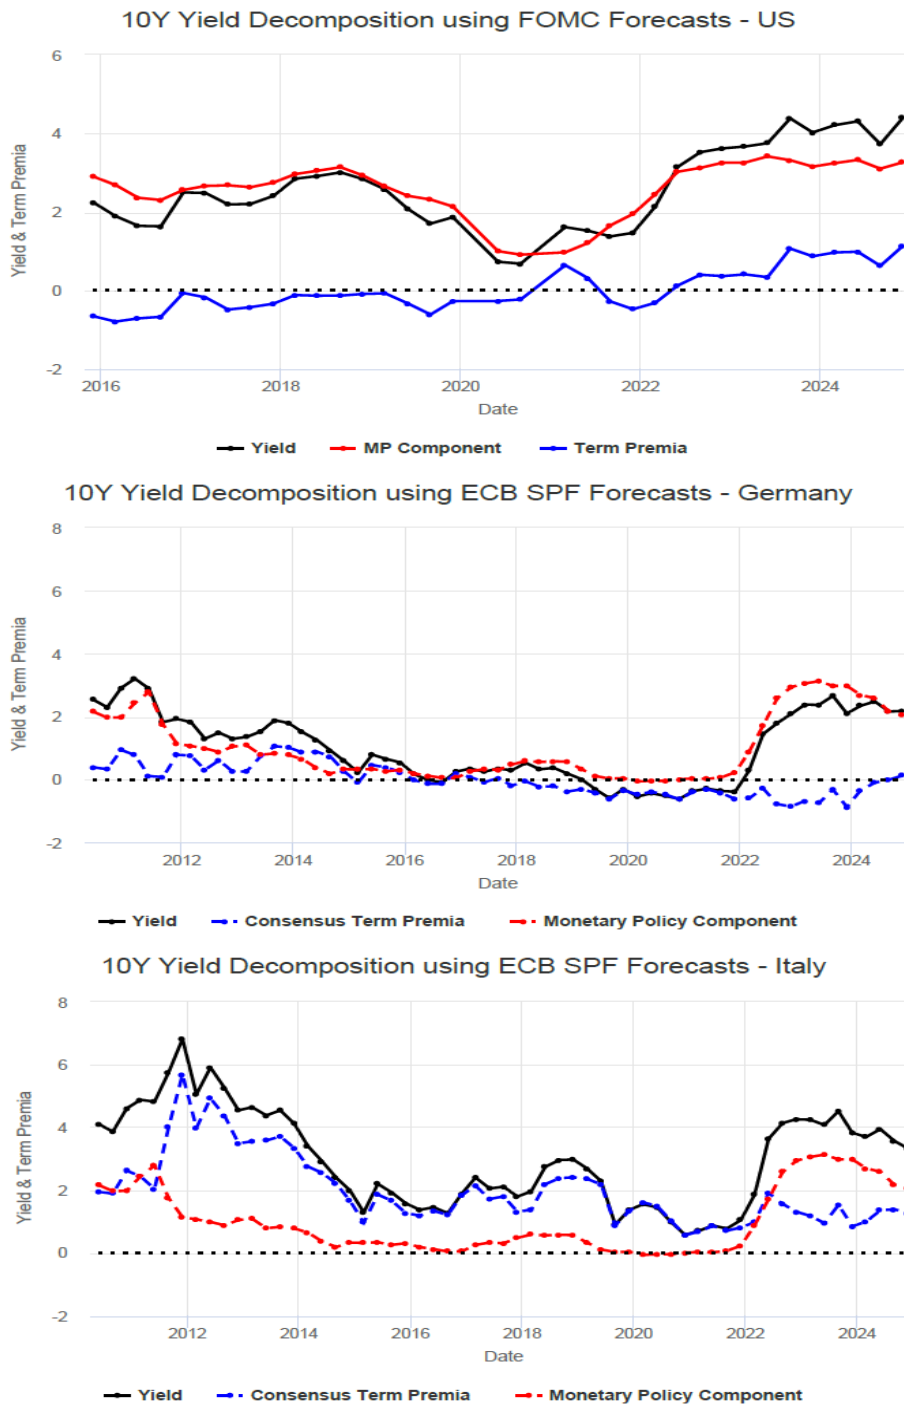 10Y Yield Decomposition using FOMC Forecasts - US
6
4
2
0
-2
Yield & Term Premia
2016 2018 2020 2022 2024
Date
Yield MP Component Term Premia
10Y Yield Decomposition using ECB SPF Forecasts - Germany
8
6
4
2
0
-2
Yield & Term Premia
2012 2014 2016 2018 2020 2022 2024
Date
Yield Consensus Term Premia Monetary Policy Component
10Y Yield Decomposition using ECB SPF Forecasts - Italy
8
6
4
2
0
-2
Yield & Term Premia
2012 2014 2016 2018 2020 2022 2024
Date
Yield Consensus Term Premia Monetary Policy Component